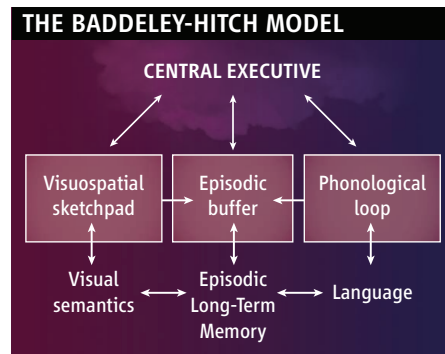 THE BADDELEY-HITCH MODEL
CENTRAL EXECUTIVE
Visuospatial
sketchpad
Episodic
buffer
Phonological
loop
Visual
semantics
Episodic
Long-Term
Memory
Language